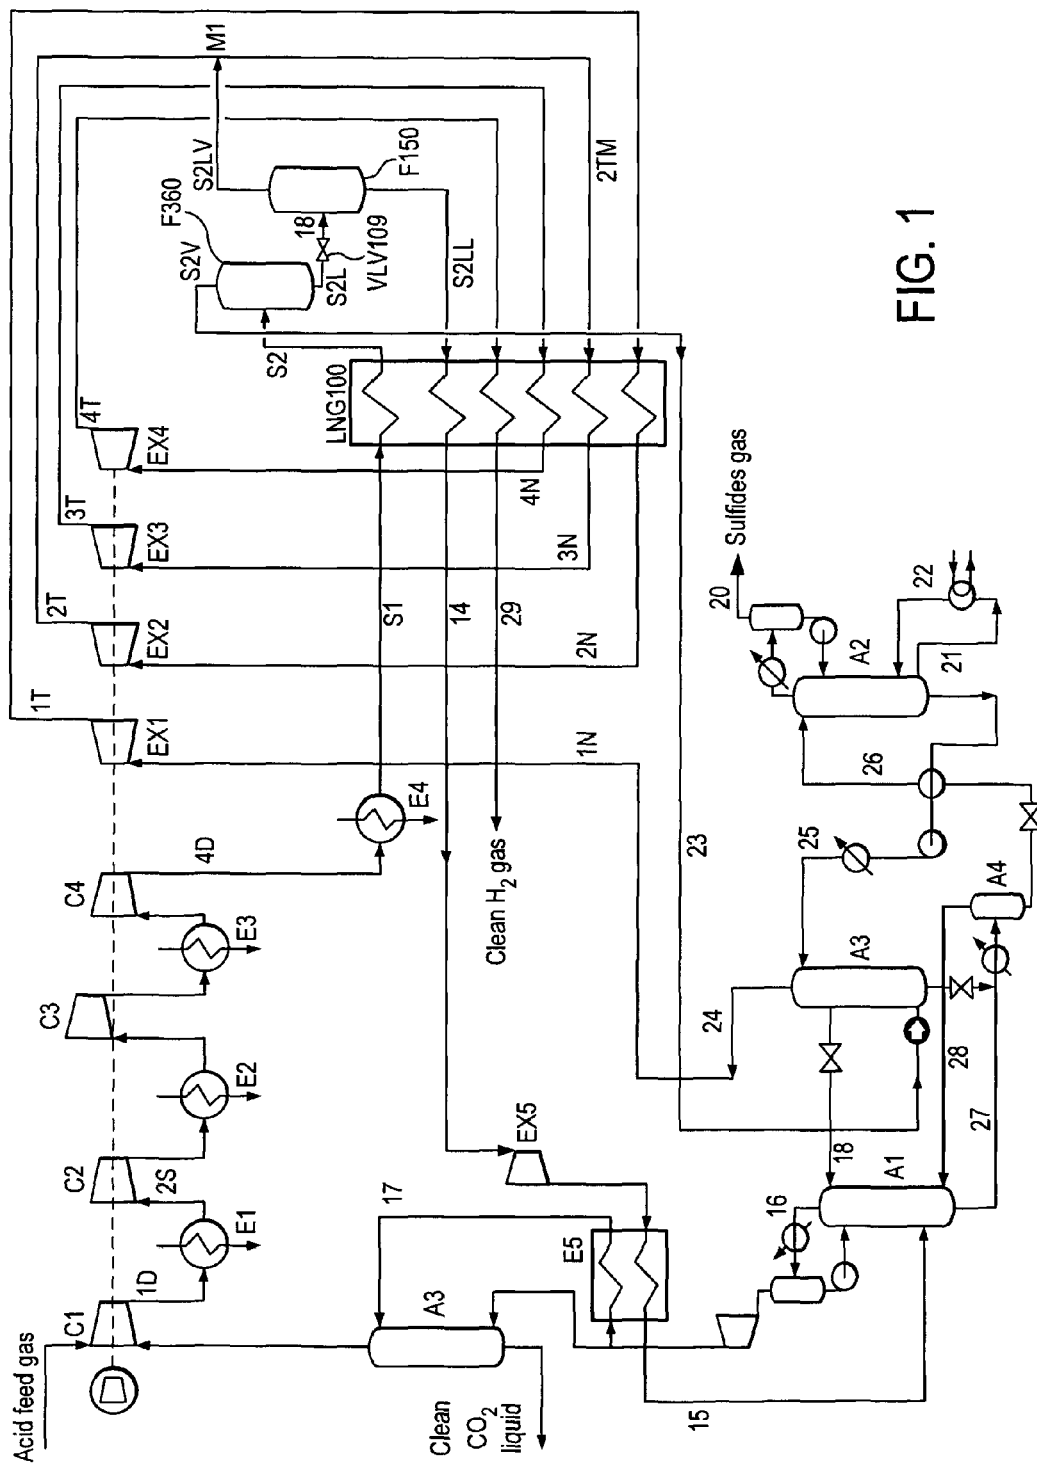 Acid feed gas
C1
1D
E1
2S
C2
E2
C3
E3
C4
4D
E4
1T
EX1
2T
EX2
3T
EX3
4T
EX4
M1
S2LV
F360
F150
S2V
18
VLV109
S2L
S2LL
2TM
S2
LNG100
S1
14
29
4N
3N
2N
1N
Clean H2 gas
23
Sulfides gas
20
A2
22
21
26
25
A4
A3
24
28
27
18
A1
16
EX5
17
E5
A3
15
Clean
CO2
liquid
FIG. 1